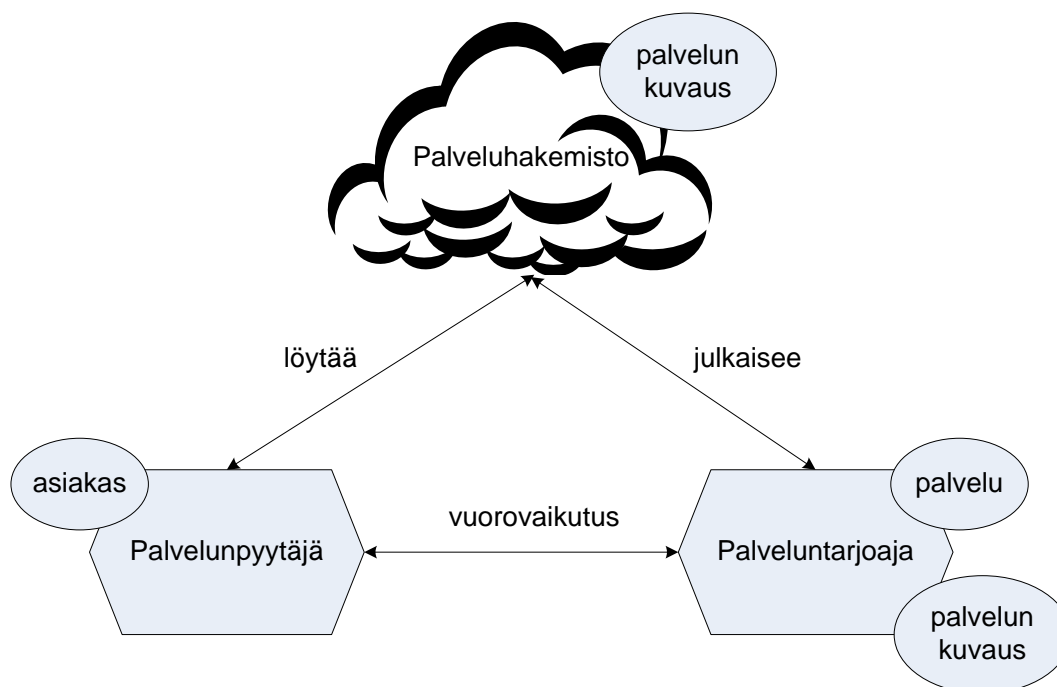 palvelun
kuvaus
Palveluhakemisto
löytää
julkaisee
asiakas
palvelu
vuorovaikutus
Palvelunpyytäjä
Palveluntarjoaja
palvelun
kuvaus